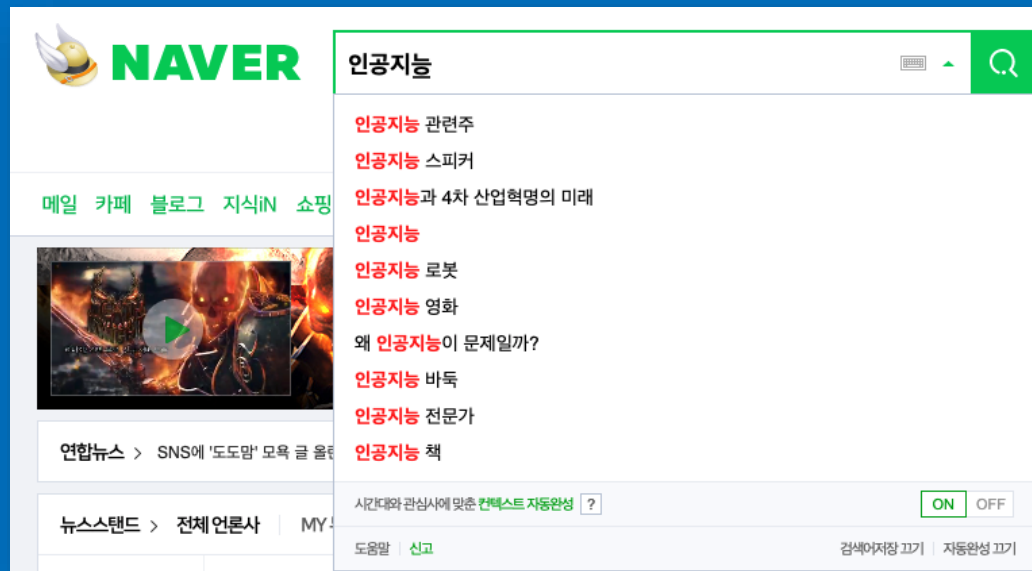 NAVER
인공지능
인공지능 관련주
인공지능 스피커
인공지능과 4차 산업혁명의 미래
인공지능
인공지능 로봇
인공지능 영화
왜 인공지능이 문제일까?
인공지능 바둑
인공지능 전문가
인공지능 책
시간대와 관심사에 맞춘 컨텍스트 자동완성 ?
ON OFF
도움말 신고
검색어저장 끄기 자동완성 끄기
메일 카페 블로그 지식iN 쇼핑
연합뉴스 > SNS에 '도도맘' 모욕 글
뉴스스탠드 > 전체언론사 MY